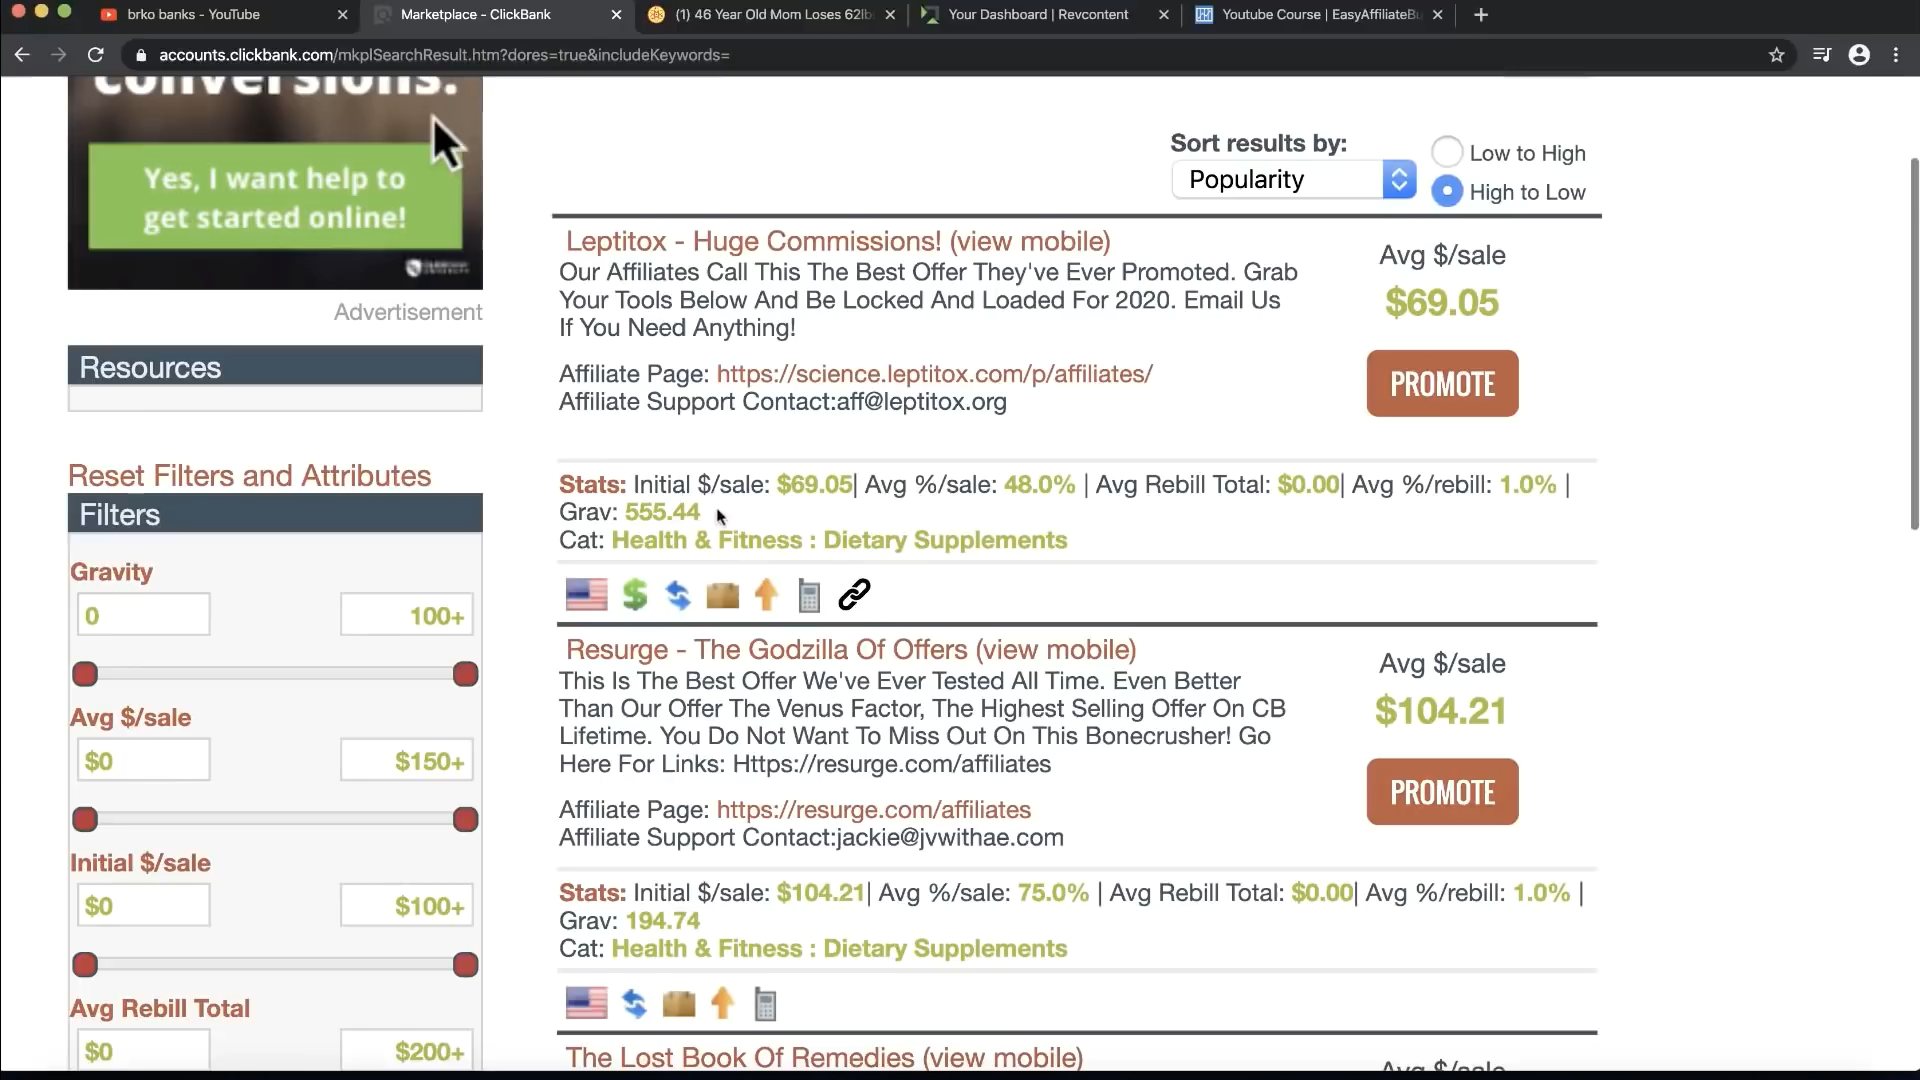 brko banks - YouTube
Marketplace - ClickBank
(1) 46 Year Old Mom Loses 62lb
Your Dashboard | Revcontent
Youtube Course | EasyAffiliateBu
accounts.clickbank.com/mkplSearchResult.htm?dores=true&includeKeywords=
conversions.
Yes, I want help to
get started online!
Advertisement
Resources
Reset Filters and Attributes
Filters
Gravity
0
100+
Avg $/sale
$0
$150+
Initial $/sale
$0
$100+
Avg Rebill Total
$0
$200+
Sort results by:
Popularity
Low to High
High to Low
Leptitox - Huge Commissions! (view mobile)
Our Affiliates Call This The Best Offer They've Ever Promoted. Grab
Your Tools Below And Be Locked And Loaded For 2020. Email Us
If You Need Anything!
Affiliate Page: https://science.leptitox.com/p/affiliates/
Affiliate Support Contact:aff@leptitox.org
Avg $/sale
$69.05
PROMOTE
Stats: Initial $/sale: $69.05| Avg %/sale: 48.0% | Avg Rebill Total: $0.00| Avg %/rebill: 1.0% |
Grav: 555.44
Cat: Health & Fitness : Dietary Supplements
Resurge - The Godzilla Of Offers (view mobile)
This Is The Best Offer We've Ever Tested All Time. Even Better
Than Our Offer The Venus Factor, The Highest Selling Offer On CB
Lifetime. You Do Not Want To Miss Out On This Bonecrusher! Go
Here For Links: Https://resurge.com/affiliates
Affiliate Page: https://resurge.com/affiliates
Affiliate Support Contact:jackie@jvwithae.com
Avg $/sale
$104.21
PROMOTE
Stats: Initial $/sale: $104.21| Avg %/sale: 75.0% | Avg Rebill Total: $0.00| Avg %/rebill: 1.0% |
Grav: 194.74
Cat: Health & Fitness : Dietary Supplements
The Lost Book Of Remedies (view mobile)
Avg $/sale